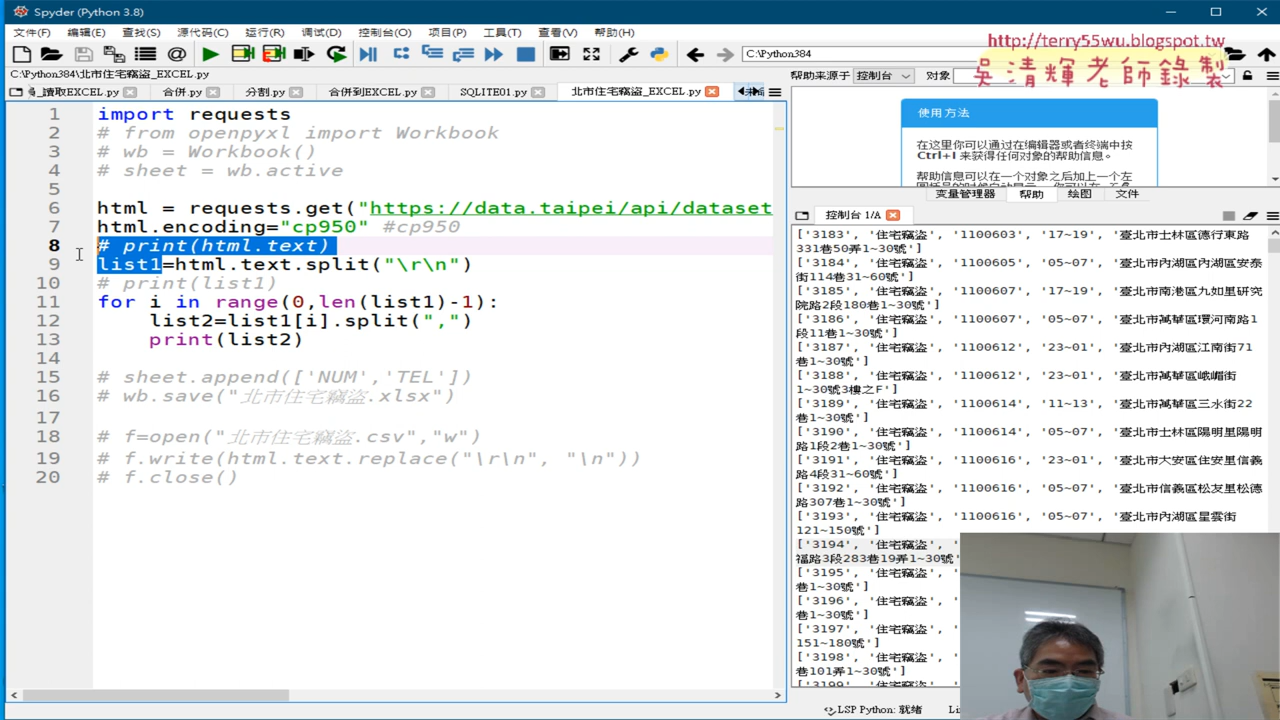 Spyder (Python 3.8)
文件(F) 编辑(E) 查找(S) 源代码(C) 运行(R) 调试(D) 控制台(O) 项目(P) 工具(T) 查看(V) 帮助(H)
http://terry55wu.blogspot.tw
吳清輝老師錄製
C:\Python384
C:\Python384\北市住宅竊盜_EXCEL.py
帮助来源于 控制台 对象
_读取EXCEL.py 合併.py 分割.py 合併到EXCEL.py SQLITE01.py 北市住宅竊盜_EXCEL.py
1 import requests
2 # from openpyxl import Workbook
3 # wb = Workbook()
4 # sheet = wb.active
5
6 html = requests.get("https://data.taipei/api/dataset
7 html.encoding="cp950" #cp950
8 # print(html.text)
9 list1=html.text.split("\r\n")
10 # print(list1)
11 for i in range(0,len(list1)-1):
12 list2=list1[i].split(",")
13 print(list2)
14
15 # sheet.append(['NUM','TEL'])
16 # wb.save("北市住宅竊盜.xlsx")
17
18 # f=open("北市住宅竊盜.csv","w")
19 # f.write(html.text.replace("\r\n", "\n"))
20 # f.close()
使用方法
在这里你可以通过在编辑器或者终端中按
Ctrl+I 来获得任何对象的帮助信息。
帮助信息可以在一个对象之后加上一个左
变量管理器 帮助 绘图 文件
控制台 1/A
['3183', '住宅竊盜', '1100603', '17~19', '臺北市士林區德行東路
331巷50弄1~30號']
['3184', '住宅竊盜', '1100605', '05~07', '臺北市內湖區內湖區安泰
街114巷31~60號']
['3185', '住宅竊盜', '1100607', '17~19', '臺北市南港區九如里研究
院路2段180巷1~30號']
['3186', '住宅竊盜', '1100607', '05~07', '臺北市萬華區環河南路1
段11巷1~30號']
['3187', '住宅竊盜', '1100612', '23~01', '臺北市內湖區江南街71
巷1~30號']
['3188', '住宅竊盜', '1100612', '23~01', '臺北市萬華區峨嵋街
1~30號3樓之F']
['3189', '住宅竊盜', '1100614', '11~13', '臺北市萬華區三水街22
巷1~30號']
['3190', '住宅竊盜', '1100614', '05~07', '臺北市士林區陽明里陽明
路1段2巷1~30號']
['3191', '住宅竊盜', '1100616', '23~01', '臺北市大安區住安里信義
路4段31~60號']
['3192', '住宅竊盜', '1100616', '05~07', '臺北市信義區松友里松德
路307巷1~30號']
['3193', '住宅竊盜', '1100616', '05~07', '臺北市內湖區星雲街
121~150號']
['3194', '住宅竊盜',
福路3段283巷19弄1~30號'
['3195', '住宅竊盜',
巷1~30號']
['3196', '住宅竊盜',
巷1~30號']
['3197', '住宅竊盜',
151~180號']
['3198', '住宅竊盜',
巷101弄1~30號']
LSP Python: 就绪